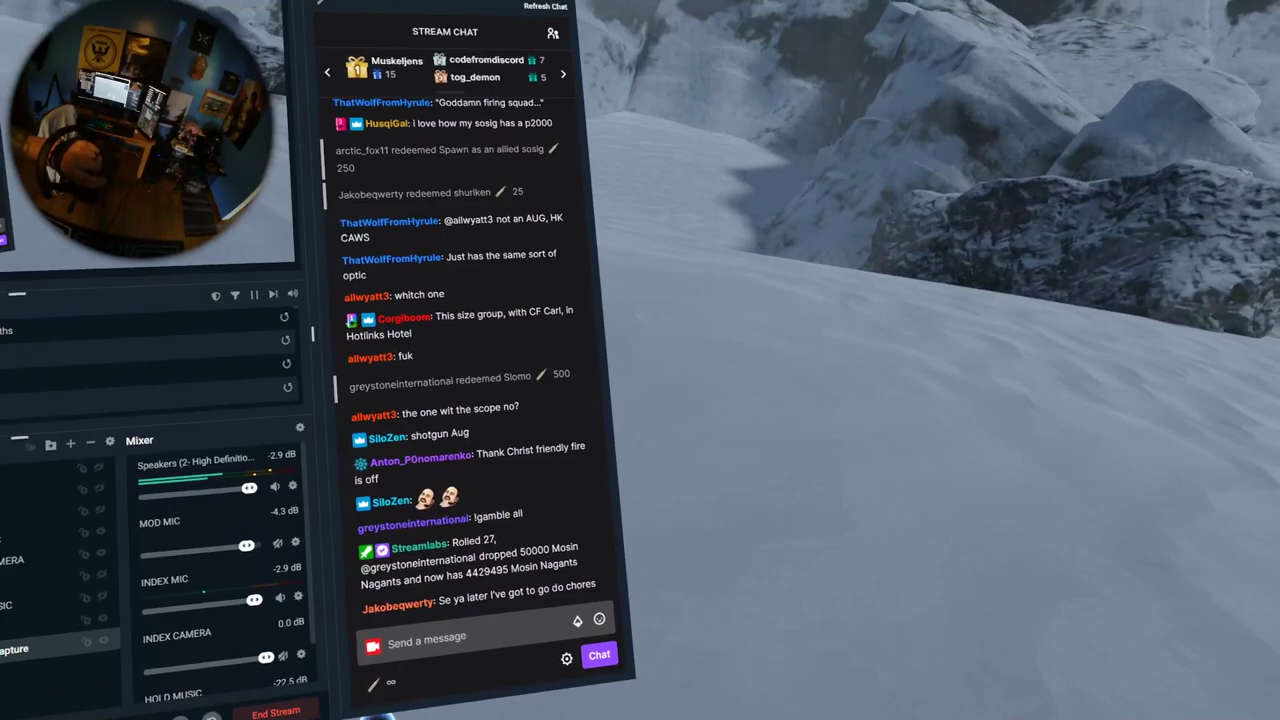 Refresh Chat
STREAM CHAT
Muskeljens
15
codefromdiscord 7
tog_demon 5
ThatWolfFromHyrule: "Goddamn firing squad..."
HusqiGal: i love how my sosig has a p2000
arctic_fox11 redeemed Spawn as an allied sosig
250
Jakobeqwerty redeemed shuriken 25
ThatWolfFromHyrule: @allwyatt3 not an AUG, HK
CAWS
ThatWolfFromHyrule: Just has the same sort of
optic
allwyatt3: whitch one
Corgiboom: This size group, with CF Carl, in
Hotlinks Hotel
allwyatt3: fuk
greystoneinternational redeemed Slomo 500
allwyatt3: the one wit the scope no?
SiloZen: shotgun Aug
Anton_P0nomarenko: Thank Christ friendly fire
is off
SiloZen:
greystoneinternational: !gamble all
Streamlabs: Rolled 27,
@greystoneinternational dropped 50000 Mosin
Nagants and now has 4429495 Mosin Nagants
Jakobeqwerty: Se ya later I've got to go do chores
Send a message
Chat
∞
ths
Mixer
Speakers (2- High Definitio... -2.9 dB
MOD MIC -4.3 dB
INDEX MIC -2.9 dB
INDEX CAMERA 0.0 dB
HOLD MUSIC -22.5 dB
End Stream
MERA
SIC
apture